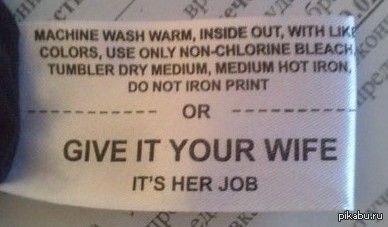 MACHINE WASH WARM, INSIDE OUT, WITH LIKE
COLORS, USE ONLY NON-CHLORINE BLEACH,
TUMBLER DRY MEDIUM, MEDIUM HOT IRON,
DO NOT IRON PRINT
OR
GIVE IT YOUR WIFE
IT'S HER JOB
pikabu.ru